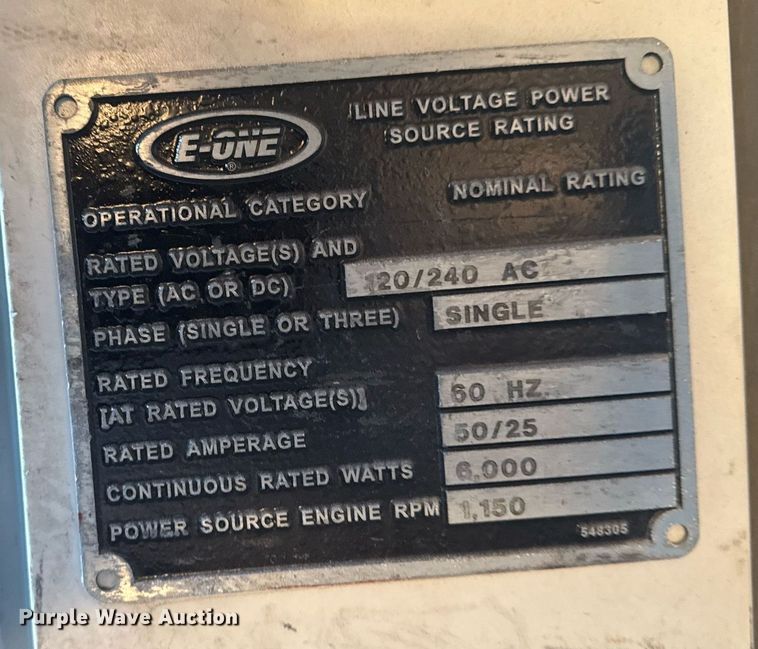 E-ONE
®
LINE VOLTAGE POWER
SOURCE RATING
OPERATIONAL CATEGORY NOMINAL RATING
RATED VOLTAGE(S) AND
TYPE (AC OR DC) 120/240 AC
PHASE (SINGLE OR THREE) SINGLE
RATED FREQUENCY
[AT RATED VOLTAGE(S)] 60 HZ.
RATED AMPERAGE 50/25
CONTINUOUS RATED WATTS 6,000
POWER SOURCE ENGINE RPM 1,150
548305
Purple Wave Auction